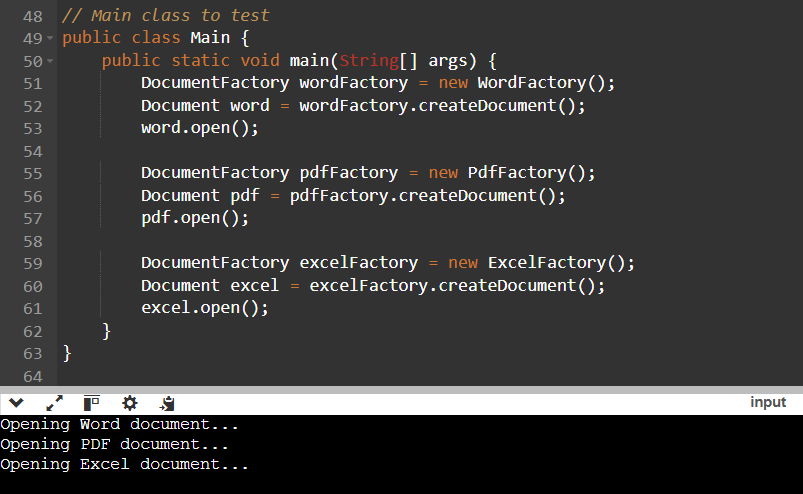 48 // Main class to test
49 public class Main {
50     public static void main(String[] args) {
51         DocumentFactory wordFactory = new WordFactory();
52         Document word = wordFactory.createDocument();
53         word.open();
54
55         DocumentFactory pdfFactory = new PdfFactory();
56         Document pdf = pdfFactory.createDocument();
57         pdf.open();
58
59         DocumentFactory excelFactory = new ExcelFactory();
60         Document excel = excelFactory.createDocument();
61         excel.open();
62     }
63 }
64
input
Opening Word document...
Opening PDF document...
Opening Excel document...